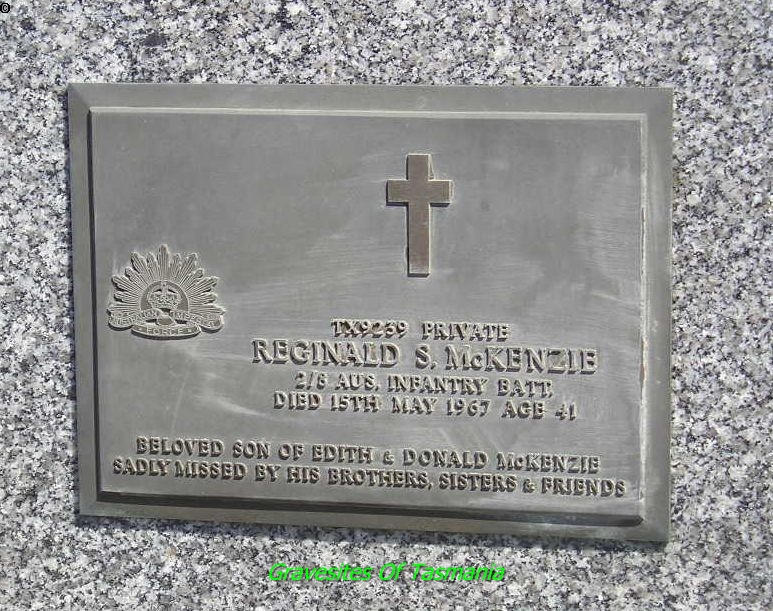 ©
TX9239 PRIVATE
REGINALD S. McKENZIE
2/8 AUS. INFANTRY BATT.
DIED 15TH MAY 1967 AGE 41
BELOVED SON OF EDITH & DONALD McKENZIE
SADLY MISSED BY HIS BROTHERS, SISTERS & FRIENDS
Gravesites Of Tasmania